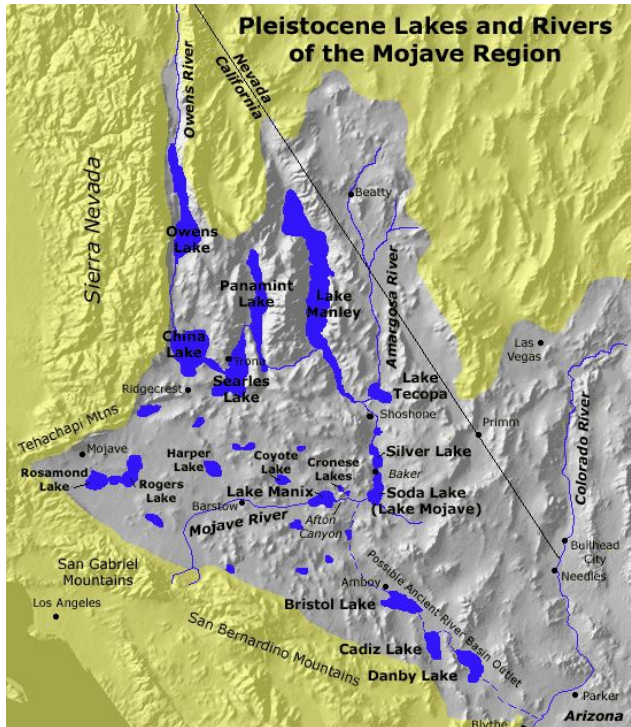 Pleistocene Lakes and Rivers
of the Mojave Region
Owens River
Nevada
California
Sierra Nevada
Beatty
Owens
Lake
Panamint
Lake
Lake
Manley
Amargosa River
China
Lake
Trona
Las
Vegas
Searles
Lake
Ridgecrest
Lake
Tecopa
Shoshone
Primm
Tehachapi Mtns
Mojave
Colorado River
Silver Lake
Harper
Lake
Coyote
Lake
Cronese
Lakes
Baker
Rosamond
Lake
Rogers
Lake
Lake Manix
Soda Lake
(Lake Mojave)
Barstow
Mojave River
Afton
Canyon
Bullhead
City
San Gabriel
Mountains
Needles
Possible Ancient River Basin Outlet
Amboy
Los Angeles
Bristol Lake
San Bernardino Mountains
Cadiz Lake
Danby Lake
Parker
Arizona
Blythe